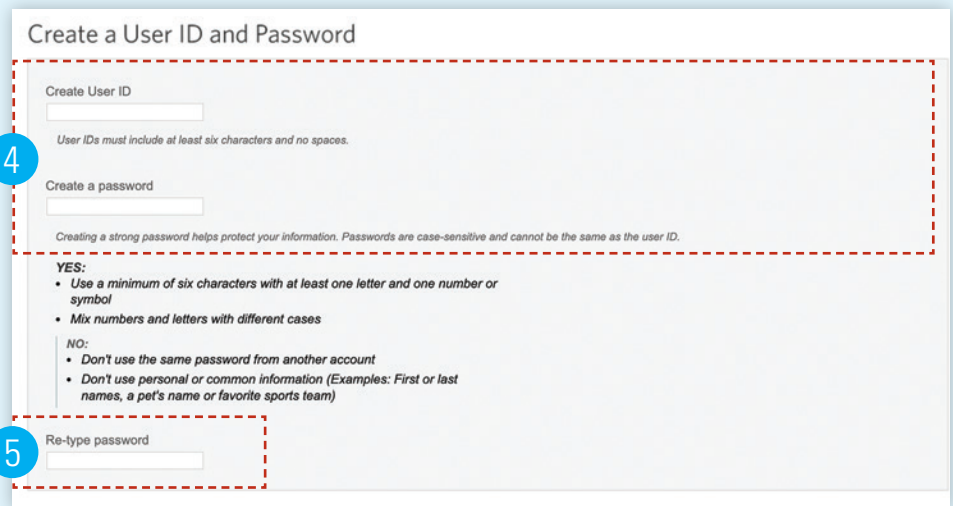 Create a User ID and Password
Create User ID
User IDs must include at least six characters and no spaces.
4
Create a password
Creating a strong password helps protect your information. Passwords are case-sensitive and cannot be the same as the user ID.
YES:
• Use a minimum of six characters with at least one letter and one number or
symbol
• Mix numbers and letters with different cases
NO:
• Don't use the same password from another account
• Don't use personal or common information (Examples: First or last
names, a pet's name or favorite sports team)
5
Re-type password